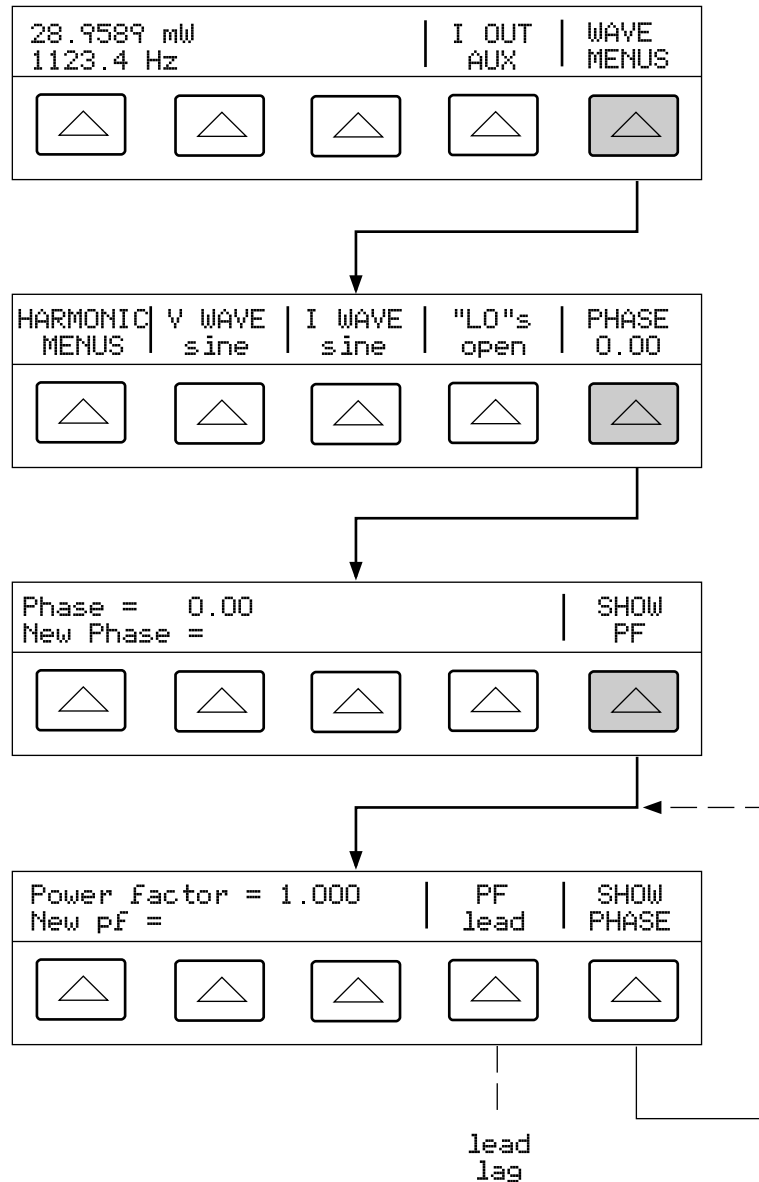 28.9589 mW
1123.4 Hz
I OUT
AUX
WAVE
MENUS
HARMONIC
MENUS
V WAVE
sine
I WAVE
sine
"LO"s
open
PHASE
0.00
Phase = 0.00
New Phase =
SHOW
PF
Power factor = 1.000
New pf =
PF
lead
SHOW
PHASE
lead
lag